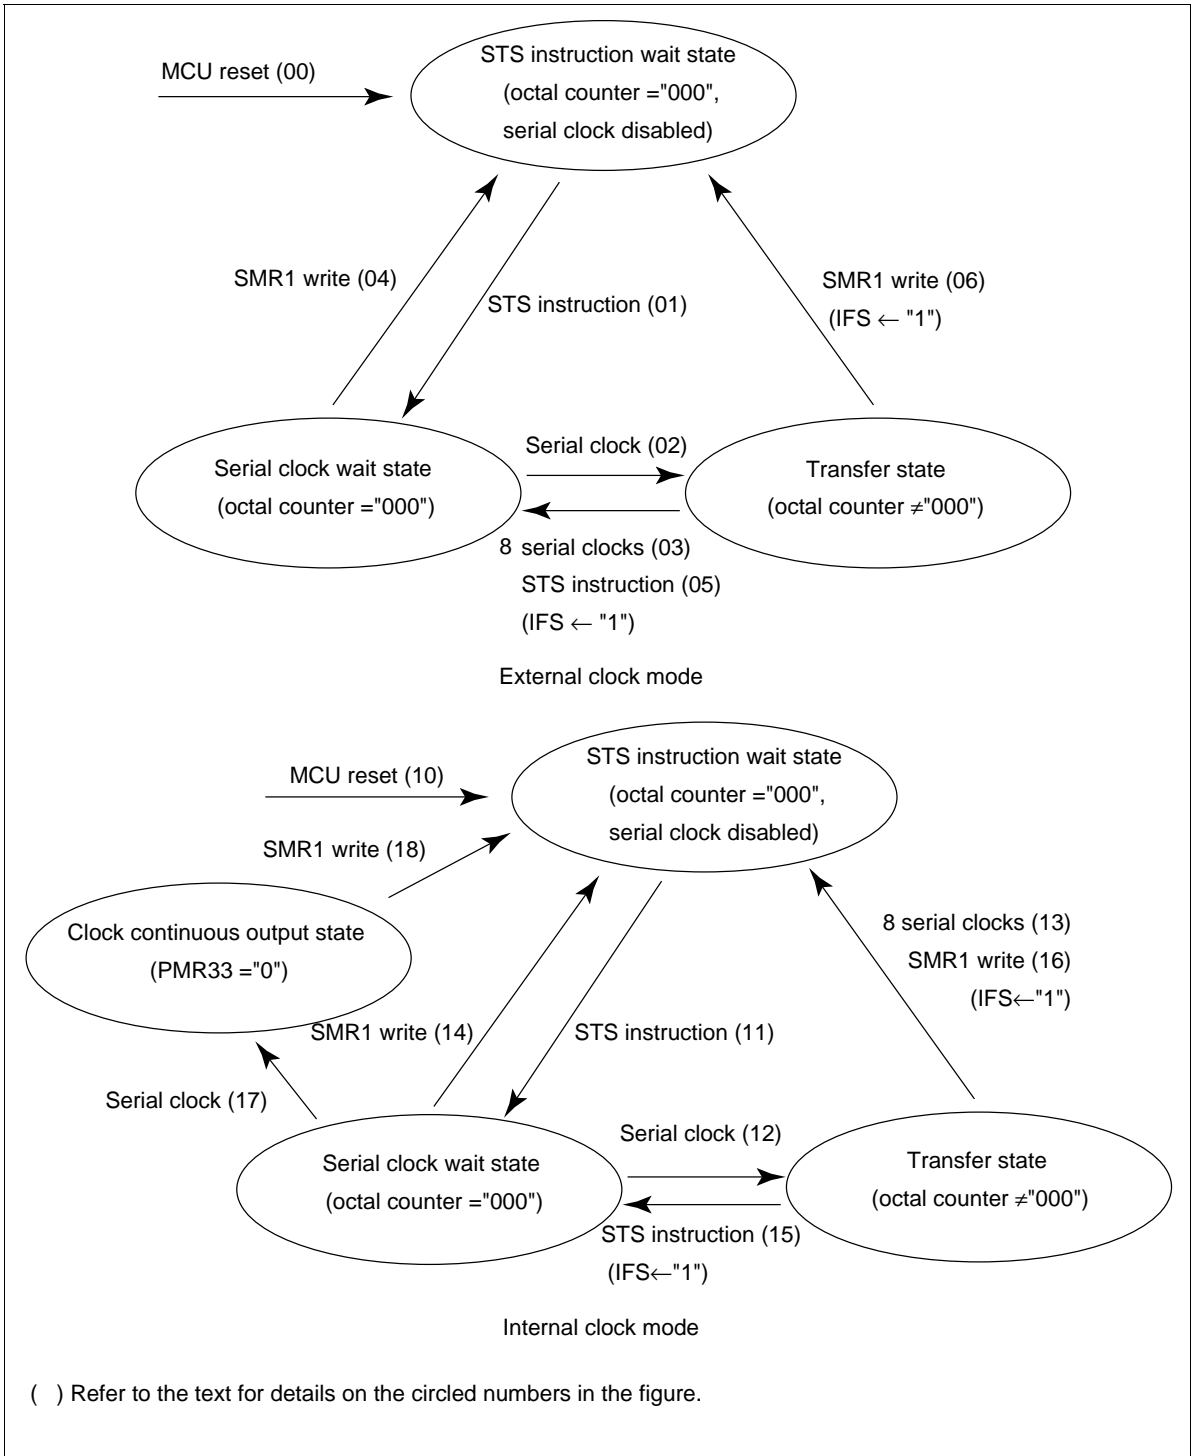 STS instruction wait state
(octal counter ="000",
serial clock disabled)
MCU reset (00)
SMR1 write (04)
STS instruction (01)
SMR1 write (06)
(IFS ← "1")
Serial clock wait state
(octal counter ="000")
Serial clock (02)
Transfer state
(octal counter ≠"000")
8 serial clocks (03)
STS instruction (05)
(IFS ← "1")
External clock mode
STS instruction wait state
(octal counter ="000",
serial clock disabled)
MCU reset (10)
SMR1 write (18)
Clock continuous output state
(PMR33 ="0")
8 serial clocks (13)
SMR1 write (16)
(IFS←"1")
SMR1 write (14)
STS instruction (11)
Serial clock (17)
Serial clock wait state
(octal counter ="000")
Serial clock (12)
Transfer state
(octal counter ≠"000")
STS instruction (15)
(IFS←"1")
Internal clock mode
( ) Refer to the text for details on the circled numbers in the figure.